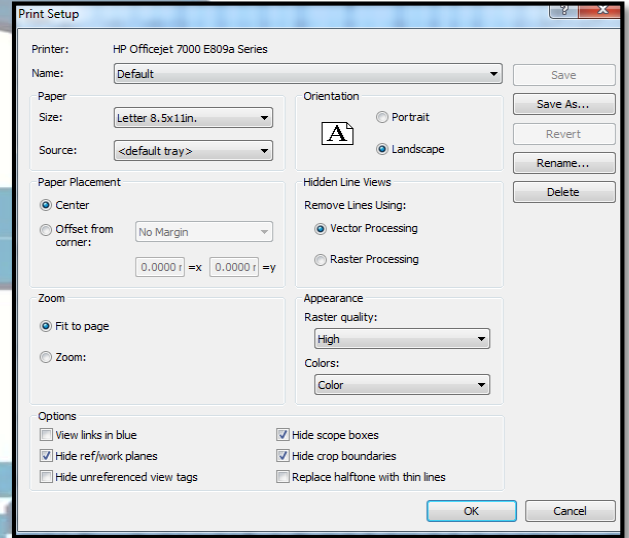 Print Setup
Printer: HP Officejet 7000 E809a Series
Name: Default
Save
Paper
Size: Letter 8.5x11in.
Source: <default tray>
Orientation
A
Portrait
Landscape
Save As...
Revert
Rename...
Delete
Paper Placement
Center
Offset from
corner:
No Margin
0.0000 =x 0.0000 =y
Hidden Line Views
Remove Lines Using:
Vector Processing
Raster Processing
Zoom
Fit to page
Zoom:
Appearance
Raster quality:
High
Colors:
Color
Options
View links in blue
Hide ref/work planes
Hide unreferenced view tags
Hide scope boxes
Hide crop boundaries
Replace halftone with thin lines
OK Cancel